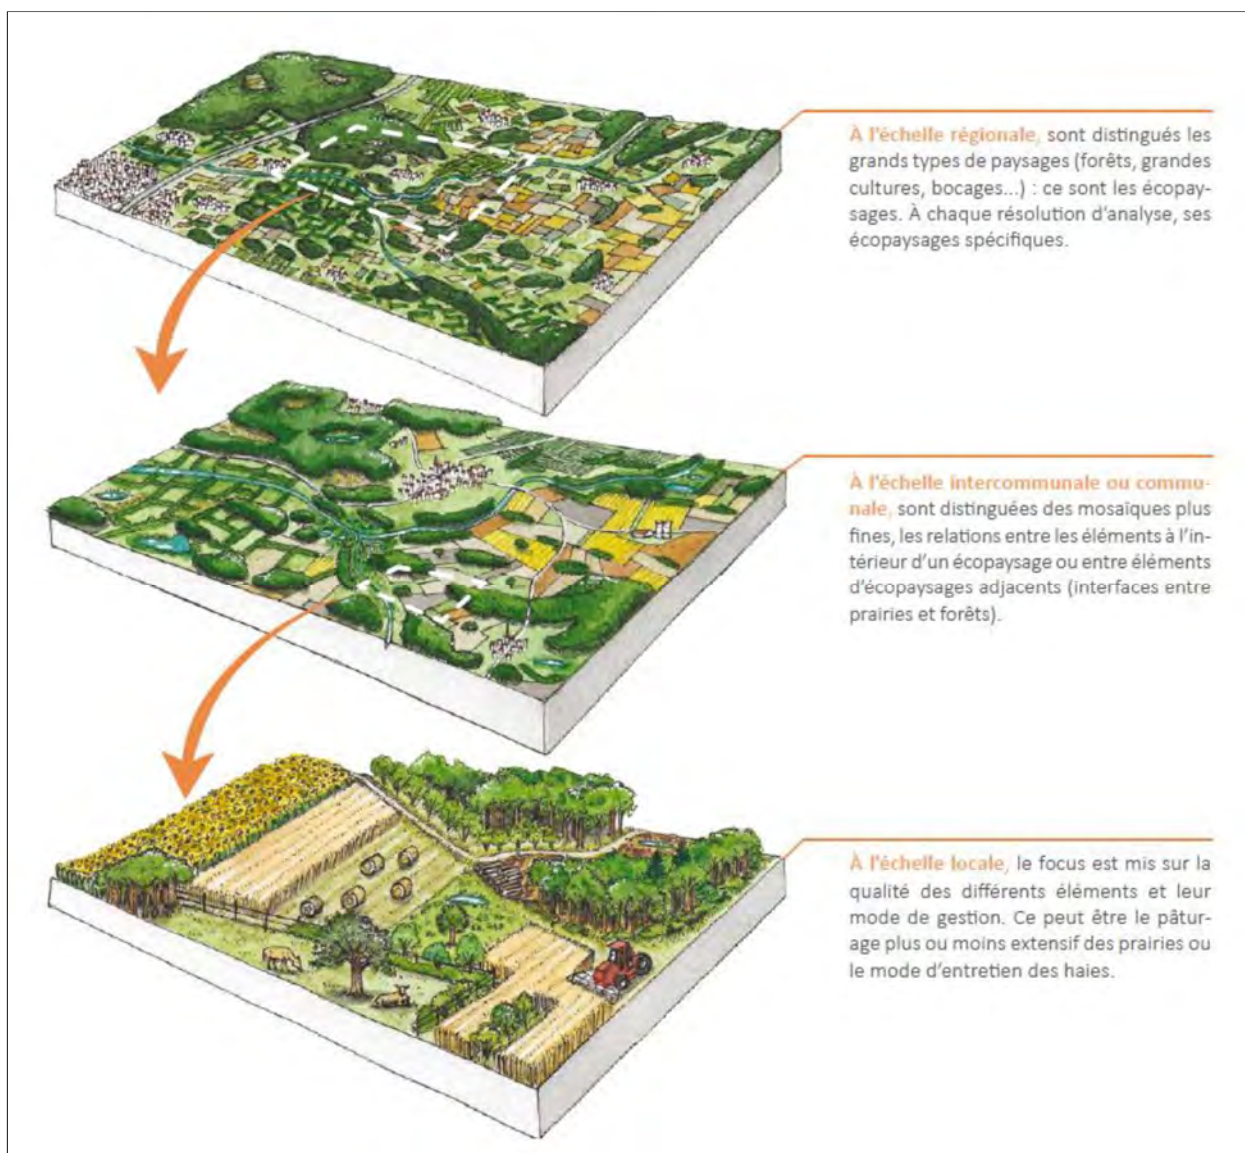 À l'échelle régionale, sont distingués les
grands types de paysages (forêts, grandes
cultures, bocages...) : ce sont les écopay-
sages. À chaque résolution d'analyse, ses
écopaysages spécifiques.
À l'échelle intercommunale ou commu-
nale, sont distinguées des mosaïques plus
fines, les relations entre les éléments à l'in-
térieur d'un écopaysage ou entre éléments
d'écopaysages adjacents (interfaces entre
prairies et forêts).
À l'échelle locale, le focus est mis sur la
qualité des différents éléments et leur
mode de gestion. Ce peut être le pâtur-
age plus ou moins extensif des prairies ou
le mode d'entretien des haies.